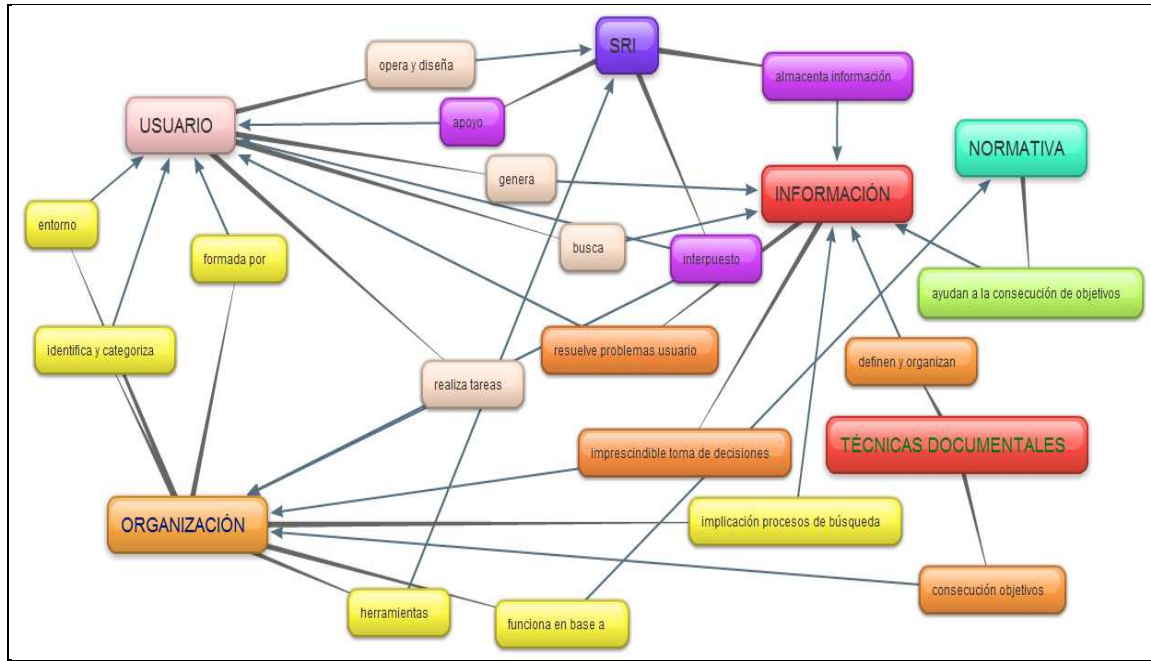 SRI
opera y diseña
almacenta información
USUARIO
apoyo
NORMATIVA
genera
INFORMACIÓN
entorno
formada por
busca
interpuesto
ayudan a la consecución de objetivos
identifica y categoriza
resuelve problemas usuario
definen y organizan
realiza tareas
TÉCNICAS DOCUMENTALES
imprescindible toma de decisiones
ORGANIZACIÓN
implicación procesos de búsqueda
consecución objetivos
herramientas
funciona en base a